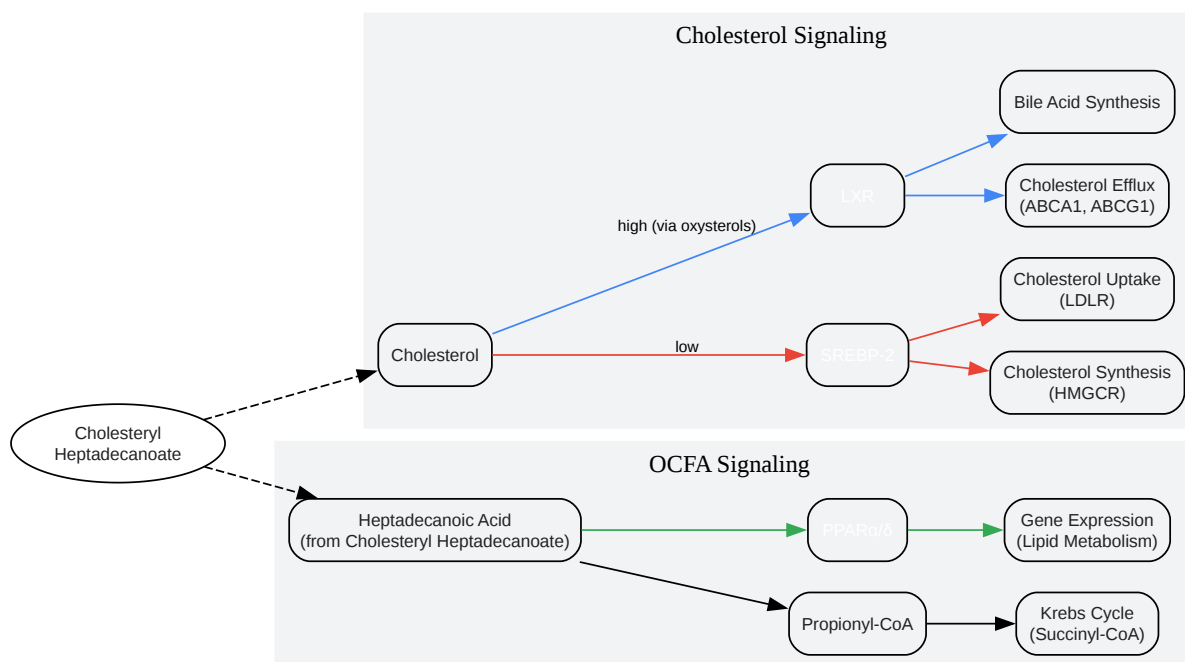 Cholesterol Signaling
Bile Acid Synthesis
LXR
Cholesterol Efflux
(ABCA1, ABCG1)
high (via oxysterols)
Cholesterol Uptake
(LDLR)
Cholesterol
low
SREBP-2
Cholesterol Synthesis
(HMGCR)
Cholesteryl
Heptadecanoate
OCFA Signaling
Heptadecanoic Acid
(from Cholesteryl Heptadecanoate)
PPARα/δ
Gene Expression
(Lipid Metabolism)
Propionyl-CoA
Krebs Cycle
(Succinyl-CoA)